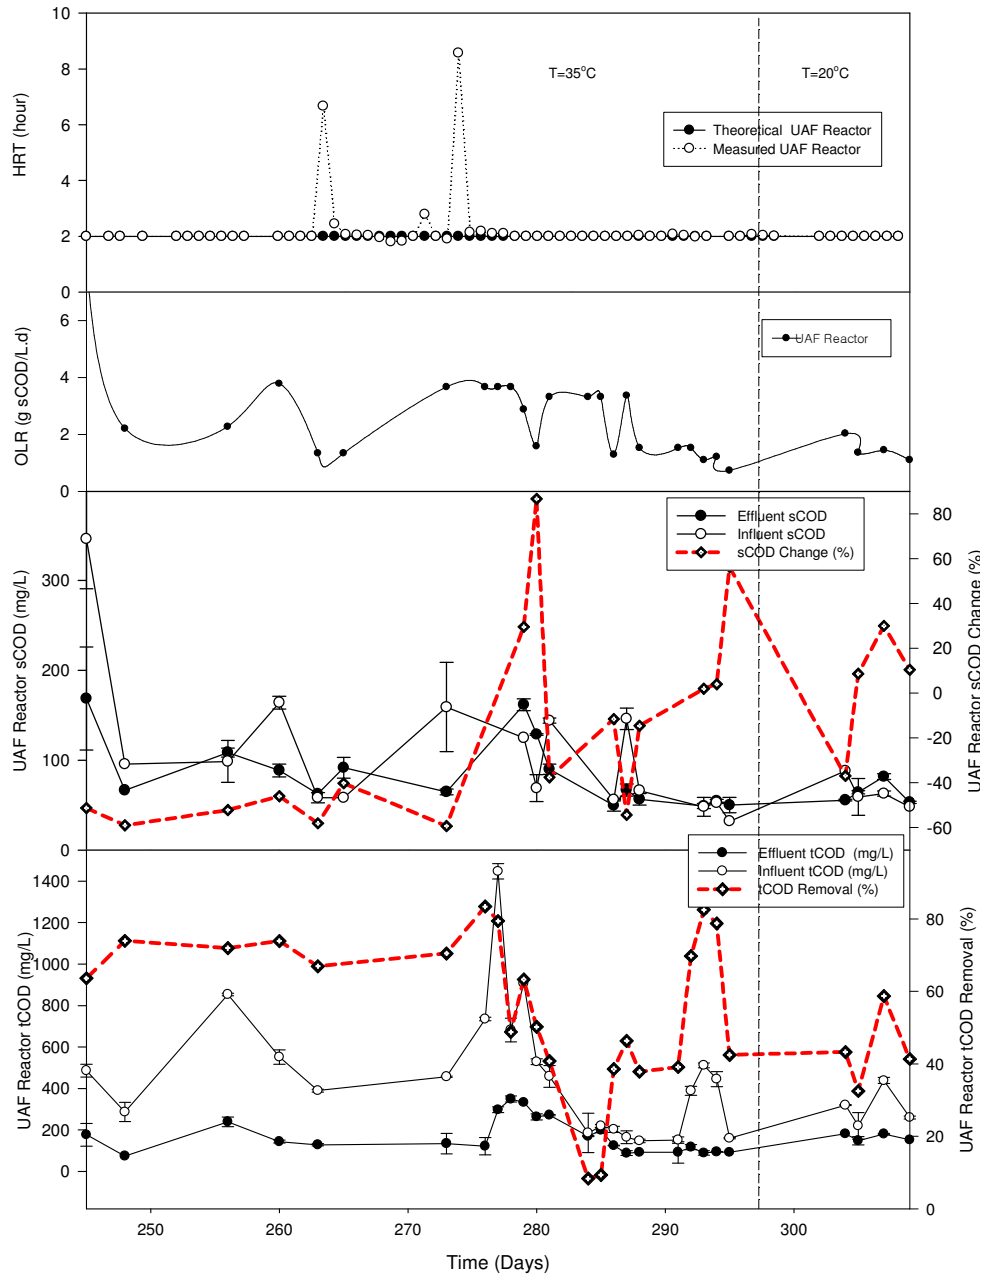 10
8
6
4
2
0
HRT (hour)
T=35°C
T=20°C
Theoretical UAF Reactor
Measured UAF Reactor
6
4
2
0
OLR (g sCOD/L.d)
UAF Reactor
300
200
100
0
UAF Reactor sCOD (mg/L)
Effluent sCOD
Influent sCOD
sCOD Change (%)
80
60
40
20
0
-20
-40
-60
UAF Reactor sCOD Change (%)
1400
1200
1000
800
600
400
200
0
UAF Reactor tCOD (mg/L)
Effluent tCOD (mg/L)
Influent tCOD (mg/L)
tCOD Removal (%)
80
60
40
20
0
UAF Reactor tCOD Removal (%)
250 260 270 280 290 300
Time (Days)